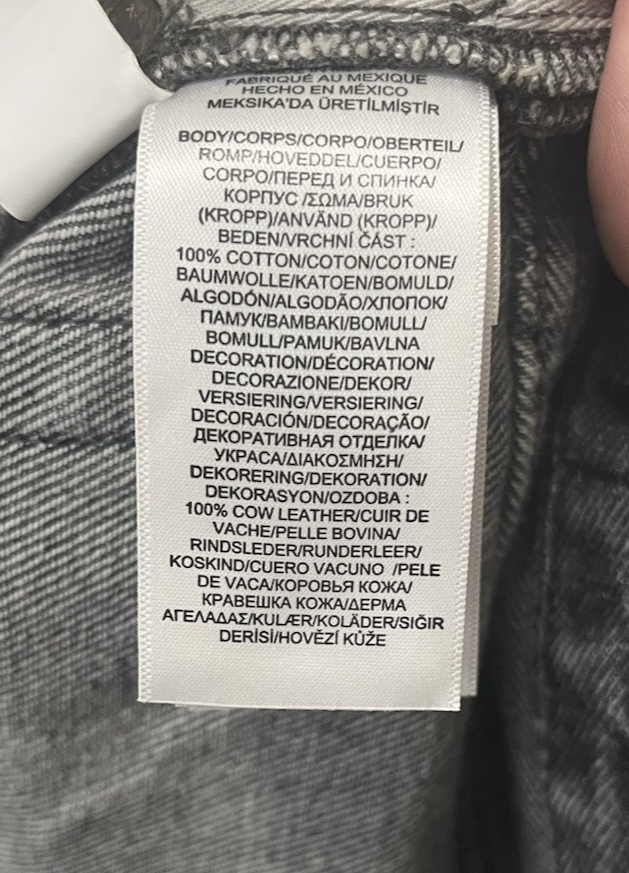 FABRIQUÉ AU MEXIQUE
HECHO EN MÉXICO
MEKSIKA'DA ÜRETİLMİŞTİR
BODY/CORPS/CORPO/OBERTEIL/
ROMP/HOVEDDEL/CUERPO/
CORPO/ПЕРЕД И СПИНКА/
КОРПУС /ΣΩΜΑ/BRUK
(KROPP)/ANVÄND (KROPP)/
BEDEN/VRCHNÍ ČÁST :
100% COTTON/COTON/COTONE/
BAUMWOLLE/KATOEN/BOMULD/
ALGODÓN/ALGODÃO/ХЛОПОК/
ПАМУК/ΒΑΜΒΑΚΙ/BOMULL/
BOMULL/PAMUK/BAVLNA
DECORATION/DÉCORATION/
DECORAZIONE/DEKOR/
VERSIERING/VERSIERING/
DECORACIÓN/DECORAÇÃO/
ДЕКОРАТИВНАЯ ОТДЕЛКА/
УКРАСА/ΔΙΑΚΟΣΜΗΣΗ/
DEKORERING/DEKORATION/
DEKORASYON/OZDOBA :
100% COW LEATHER/CUIR DE
VACHE/PELLE BOVINA/
RINDSLEDER/RUNDERLEER/
KOSKIND/CUERO VACUNO /PELE
DE VACA/КОРОВЬЯ КОЖА/
КРАВЕШКА КОЖА/ΔΕΡΜΑ
ΑΓΕΛΑΔΑΣ/KULÆR/KOLÄDER/SIĞIR
DERİSİ/HOVĚZÍ KŮŽE